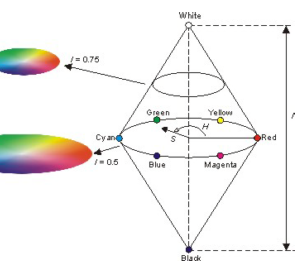 White
I = 0.75
Green
Yellow
H
S
Cyan
Red
I = 0.5
Blue
Magenta
Black